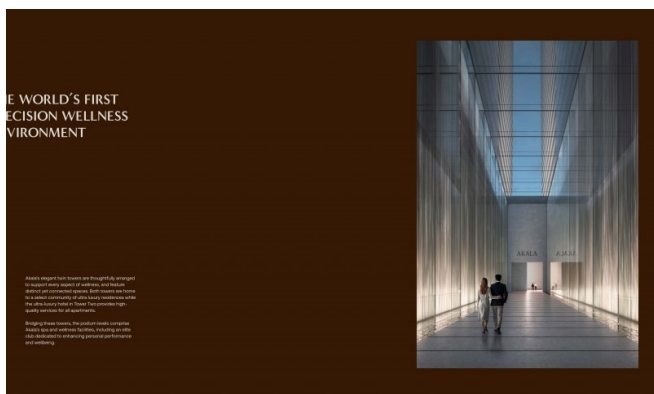 E WORLD´S FIRST
ECISION WELLNESS
VIRONMENT
Akala's elegant twin towers are thoughtfully arranged
to support every aspect of wellness, and feature
distinct yet connected spaces. Both towers are home
to a select community of ultra luxury residences while
the ultra-luxury hotel in Tower Two provides high-
quality services for all apartments.
Bridging these towers, the podium levels comprise
Akala's spa and wellness facilities, including an elite
club dedicated to enhancing personal performance
and wellbeing.
AKALA
AKALA